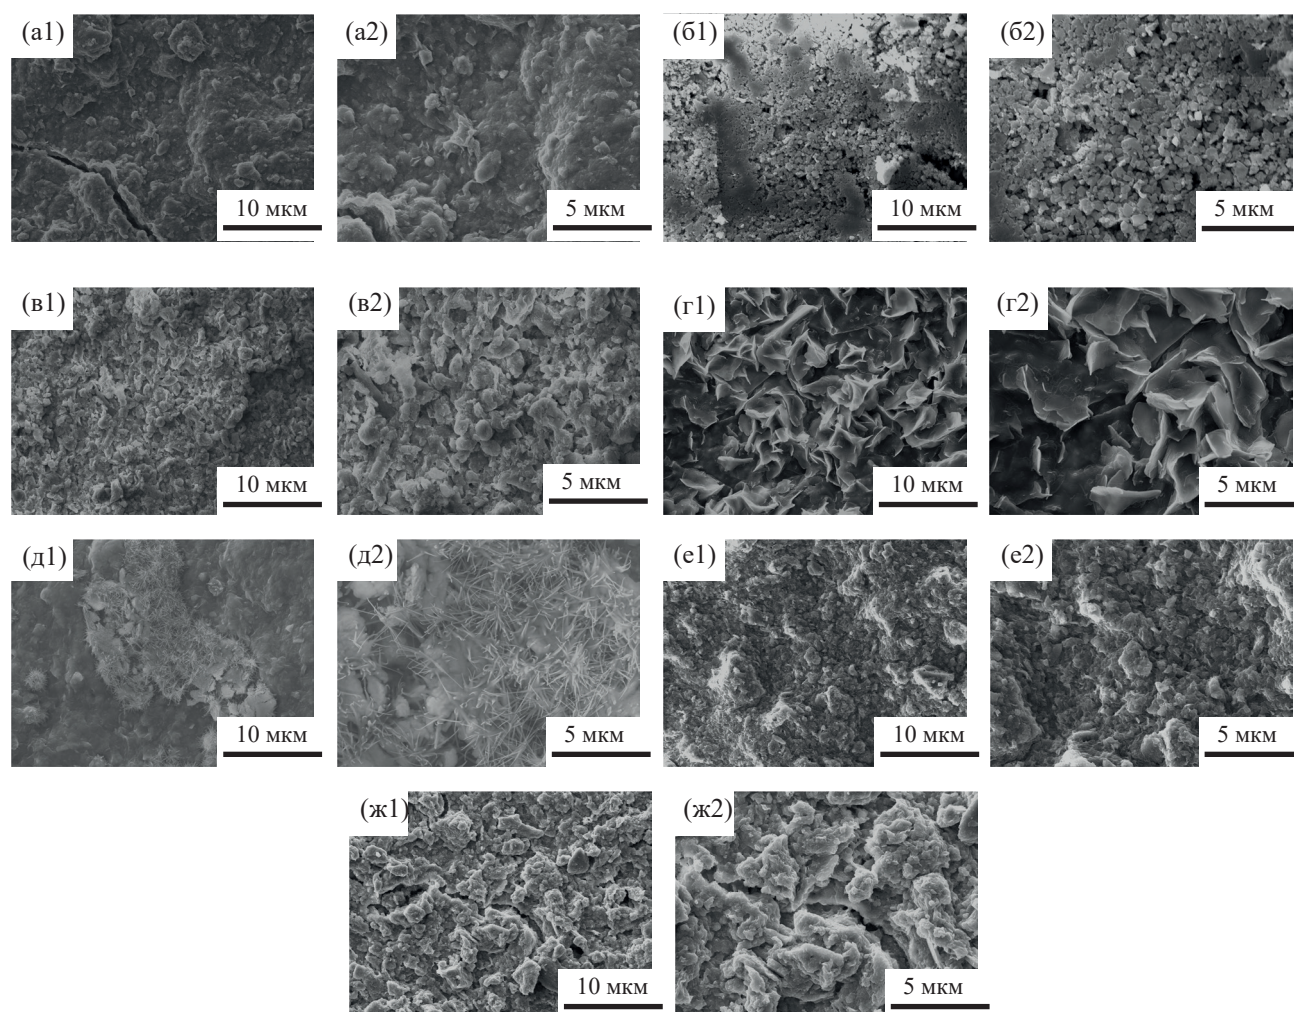 (а1)
10 мкм
(а2)
5 мкм
(б1)
10 мкм
(б2)
5 мкм
(в1)
10 мкм
(в2)
5 мкм
(г1)
10 мкм
(г2)
5 мкм
(д1)
10 мкм
(д2)
5 мкм
(е1)
10 мкм
(е2)
5 мкм
(ж1)
10 мкм
(ж2)
5 мкм